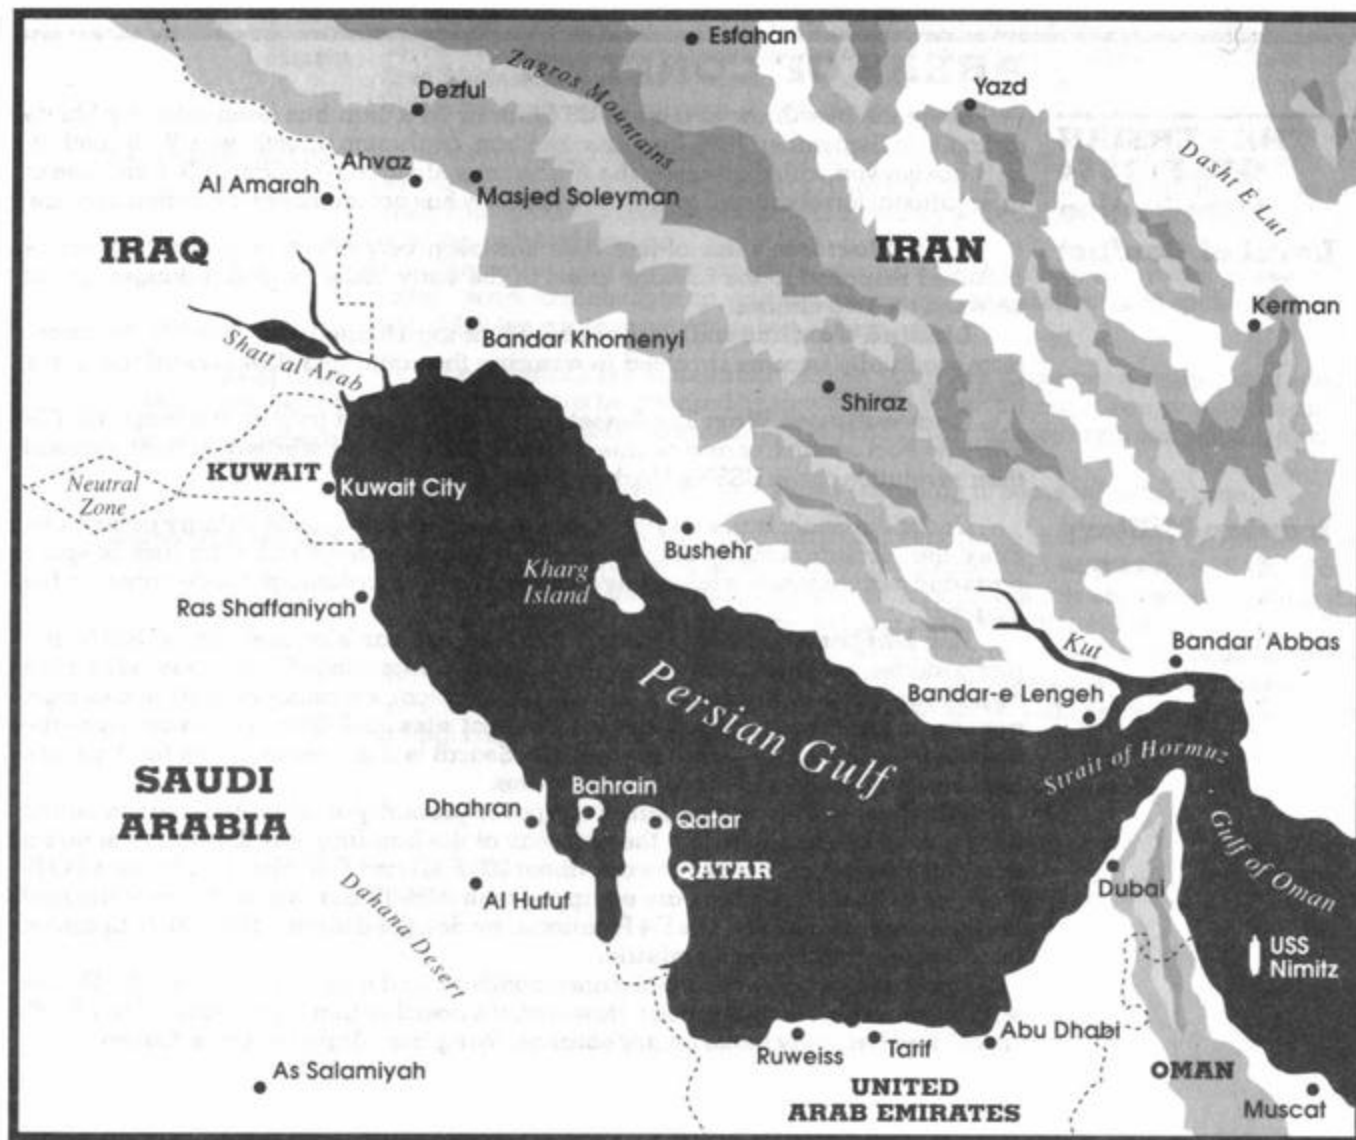 Esfahan
Zagros Mountains
Dezful
Yazd
Dasht E Lut
Ahvaz
Al Amarah
Masjed Soleyman
IRAQ
IRAN
Kerman
Bandar Khomenyi
Shatt al Arab
Shiraz
KUWAIT
Neutral
Zone
Kuwait City
Bushehr
Kharg
Island
Ras Shaffaniyah
Kut
Bandar 'Abbas
Bandar-e Lengeh
Persian Gulf
Strait of Hormuz
SAUDI
ARABIA
Bahrain
Dhahran
Qatar
QATAR
Gulf of Oman
Dubai
Al Hufuf
Dahana Desert
USS
Nimitz
Abu Dhabi
Ruweiss
Tarif
As Salamiyah
UNITED
ARAB EMIRATES
OMAN
Muscat